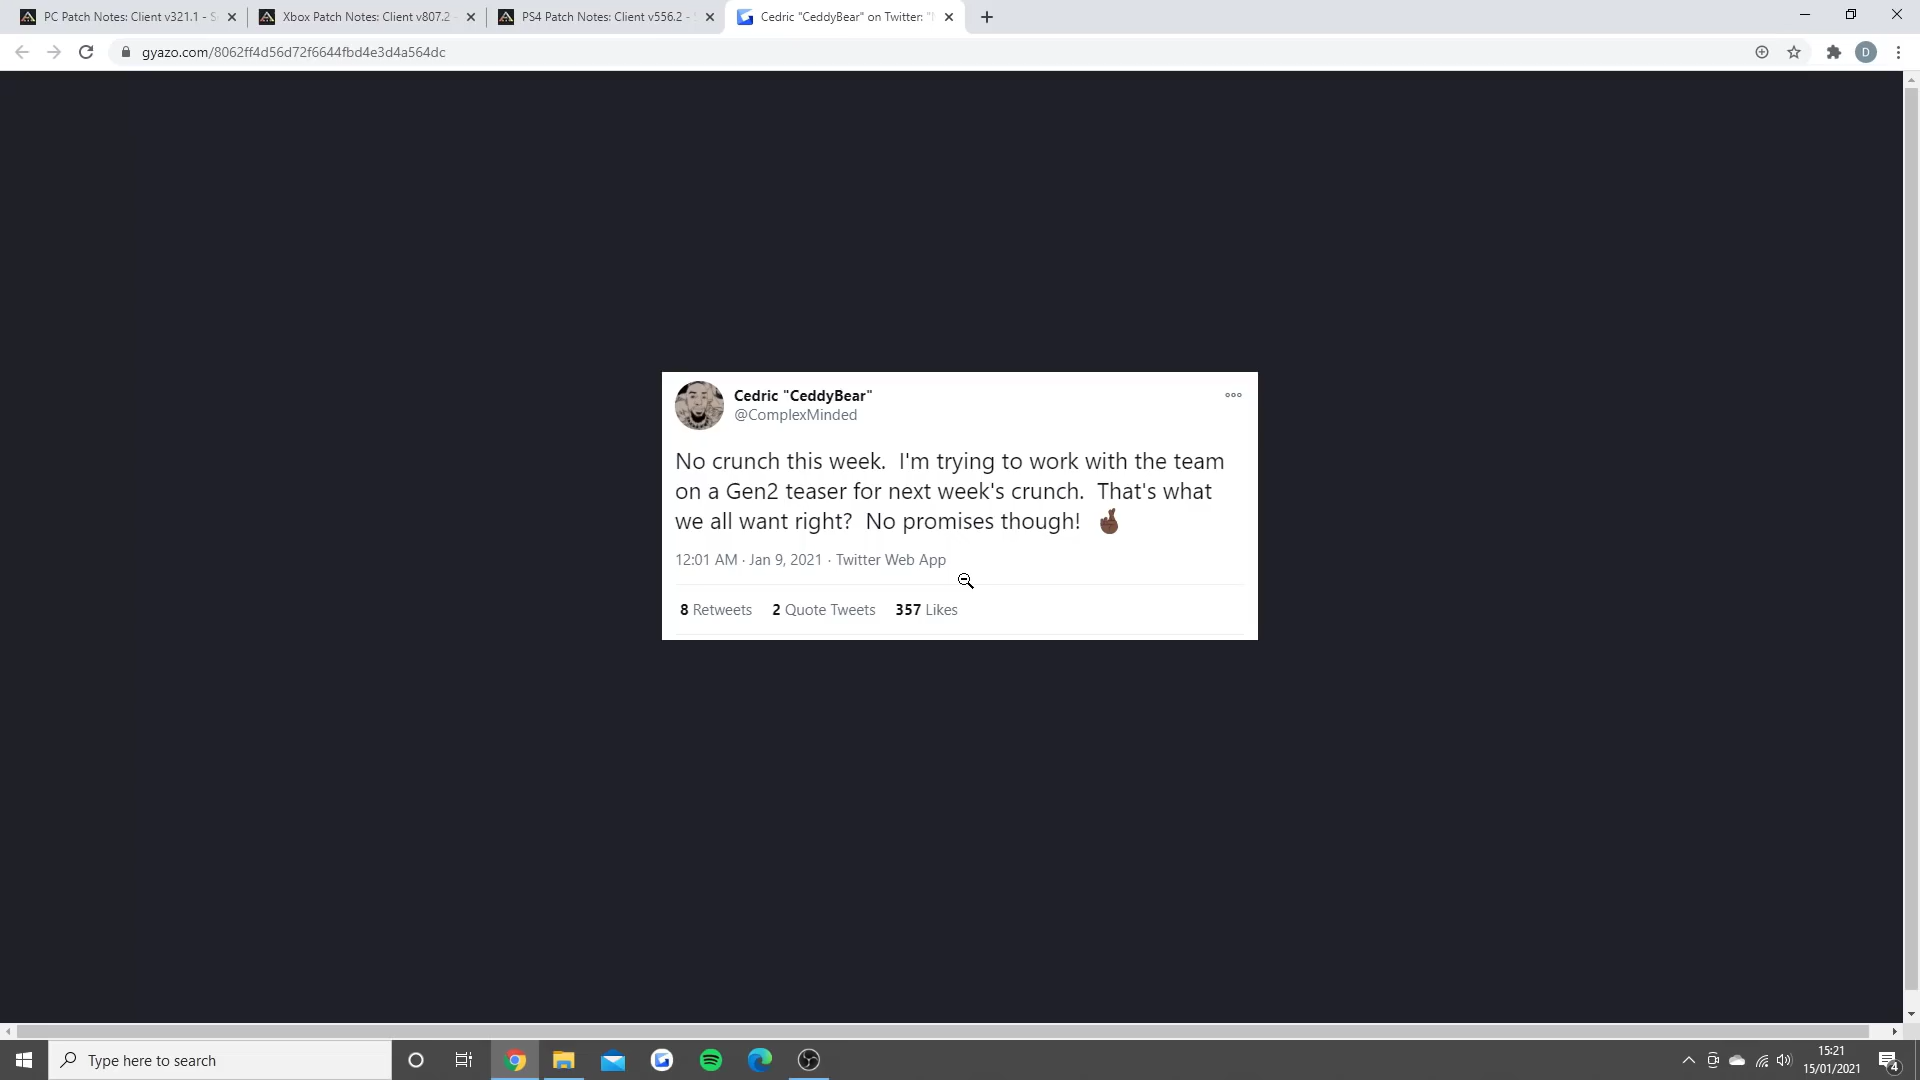 PC Patch Notes: Client v321.1 - S
Xbox Patch Notes: Client v807.2 -
PS4 Patch Notes: Client v556.2 -
Cedric "CeddyBear" on Twitter: "
gyazo.com/8062ff4d56d72f6644fbd4e3d4a564dc
D
Cedric "CeddyBear"
@ComplexMinded
No crunch this week. I'm trying to work with the team
on a Gen2 teaser for next week's crunch. That's what
we all want right? No promises though!
12:01 AM · Jan 9, 2021 · Twitter Web App
8 Retweets 2 Quote Tweets 357 Likes
Type here to search
15:21
15/01/2021
4